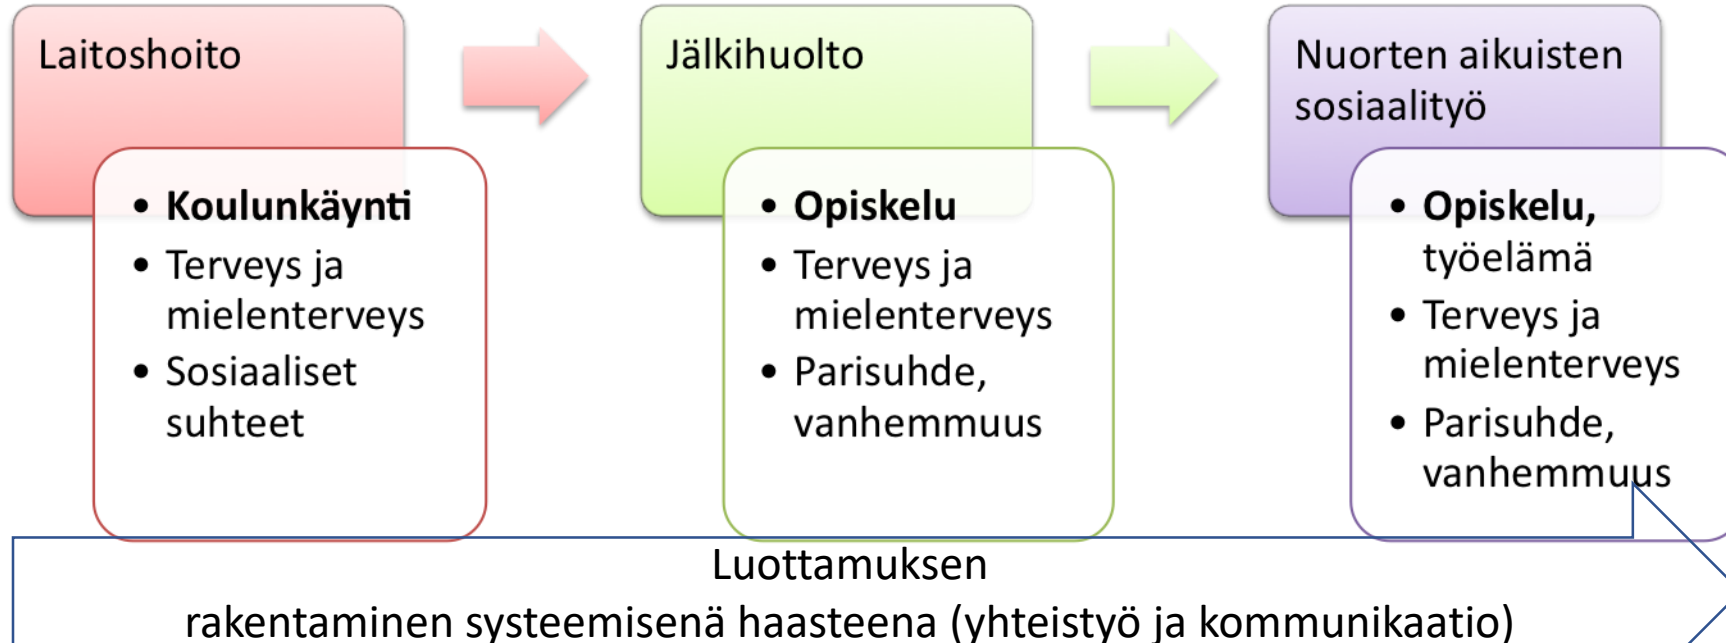 Laitoshoito
• Koulunkäynti
• Terveys ja
mielenterveys
• Sosiaaliset
suhteet
Jälkihuolto
• Opiskelu
• Terveys ja
mielenterveys
• Parisuhde,
vanhemmuus
Nuorten aikuisten
sosiaalityö
• Opiskelu,
työelämä
• Terveys ja
mielenterveys
• Parisuhde,
vanhemmuus
Luottamuksen
rakentaminen systeemisenä haasteena (yhteistyö ja kommunikaatio)